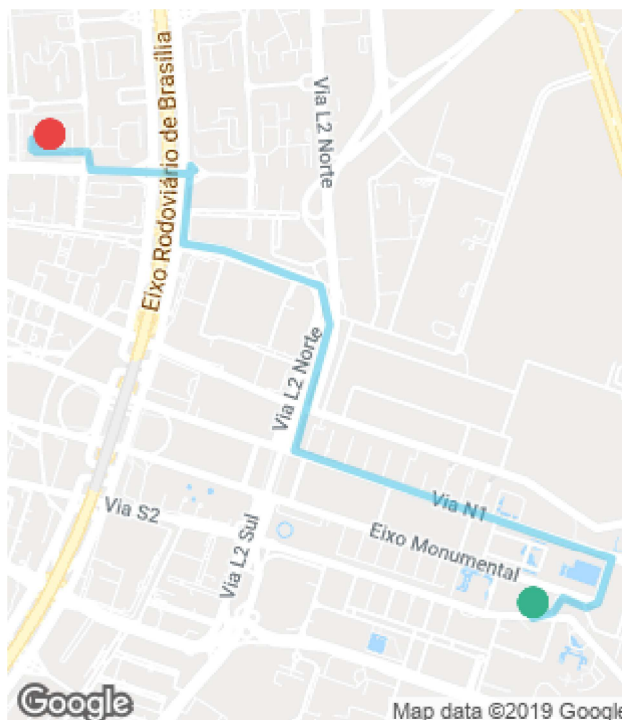 Via L2 Norte
Eixo Rodoviário de Brasília
Via L2 Norte
Via N1
Via S2
Eixo Monumental
Via L2 Sul
Google
Map data ©2019 Google